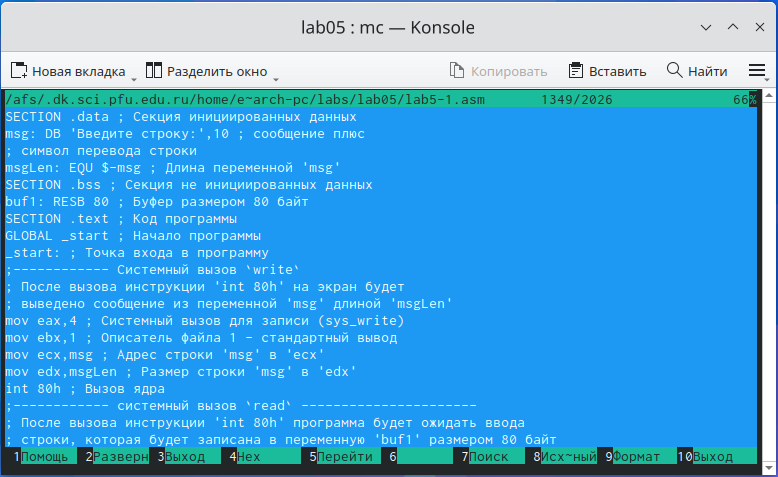 lab05 : mc — Konsole
Новая вкладка Разделить окно Копировать Вставить Найти
/afs/.dk.sci.pfu.edu.ru/home/e~arch-pc/labs/lab05/lab5-1.asm 1349/2026 66%
SECTION .data ; Секция инициированных данных
msg: DB 'Введите строку:',10 ; сообщение плюс
; символ перевода строки
msgLen: EQU $-msg ; Длина переменной 'msg'
SECTION .bss ; Секция не инициированных данных
buf1: RESB 80 ; Буфер размером 80 байт
SECTION .text ; Код программы
GLOBAL _start ; Начало программы
_start: ; Точка входа в программу
;------------ Системный вызов `write`
; После вызова инструкции 'int 80h' на экран будет
; выведено сообщение из переменной 'msg' длиной 'msgLen'
mov eax,4 ; Системный вызов для записи (sys_write)
mov ebx,1 ; Описатель файла 1 - стандартный вывод
mov ecx,msg ; Адрес строки 'msg' в 'ecx'
mov edx,msgLen ; Размер строки 'msg' в 'edx'
int 80h ; Вызов ядра
;------------ системный вызов `read` ----------------------
; После вызова инструкции 'int 80h' программа будет ожидать ввода
; строки, которая будет записана в переменную 'buf1' размером 80 байт
1Помощь 2Разверн 3Выход 4Hex 5Перейти 6 7Поиск 8Исх~ный 9Формат 10Выход